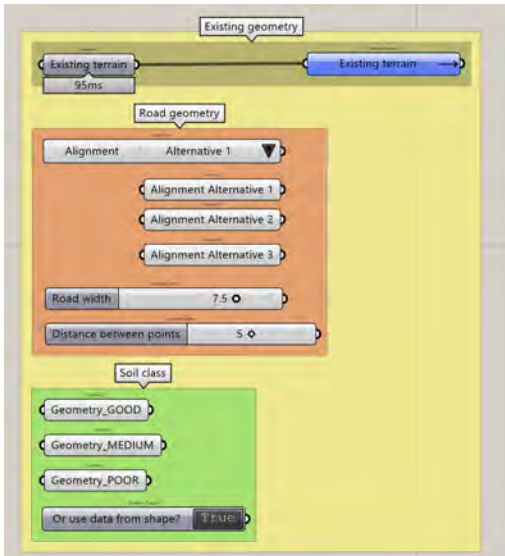 Existing geometry
Existing terrain
95ms
Existing terrain
Road geometry
Alignment Alternative 1
Alignment Alternative 1
Alignment Alternative 2
Alignment Alternative 3
Road width 7.5
Distance between points 5
Soil class
Geometry_GOOD
Geometry_MEDIUM
Geometry_POOR
Or use data from shape? True